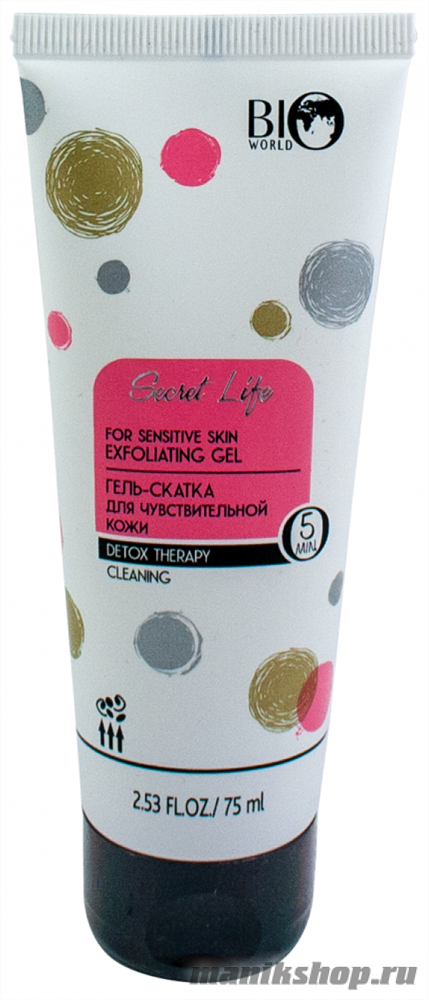 BIO
WORLD
Secret Life
FOR SENSITIVE SKIN
EXFOLIATING GEL
ГЕЛЬ-СКАТКА
ДЛЯ ЧУВСТВИТЕЛЬНОЙ
КОЖИ
5
MIN.
DETOX THERAPY
CLEANING
2.53 FL.OZ./ 75 ml
manikshop.ru